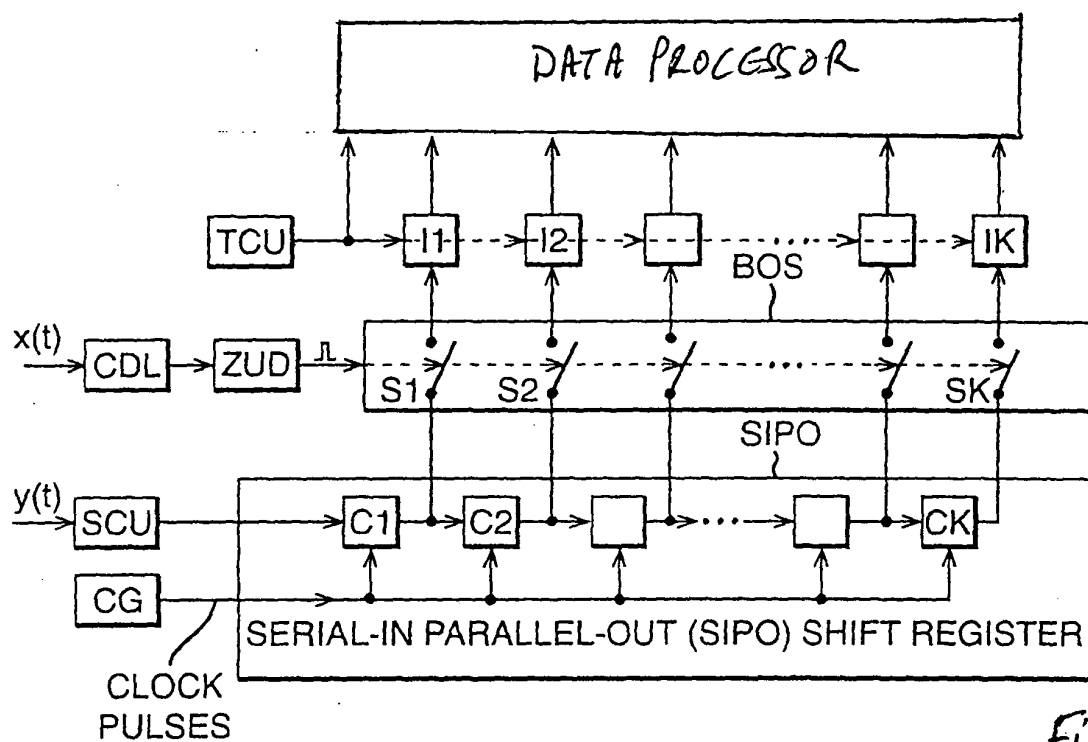 DATA PROCESSOR
TCU
I1
I2
...
IK
BOS
x(t)
CDL
ZUD
S1
S2
...
SK
SIPO
y(t)
SCU
C1
C2
...
CK
CG
SERIAL-IN PARALLEL-OUT (SIPO) SHIFT REGISTER
CLOCK
PULSES